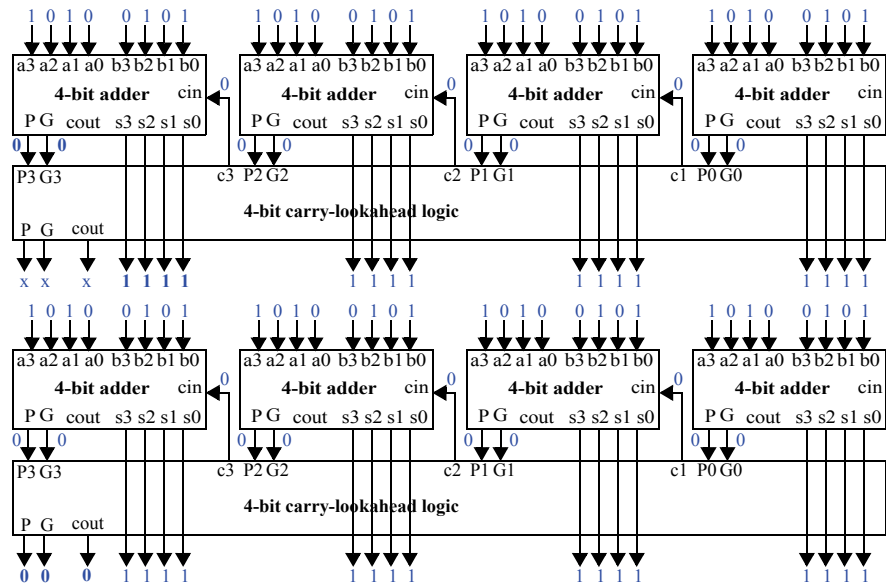 1 0 1 0 0 1 0 1 1 0 1 0 0 1 0 1 1 0 1 0 0 1 0 1 1 0 1 0 0 1 0 1
a3 a2 a1 a0 b3 b2 b1 b0 a3 a2 a1 a0 b3 b2 b1 b0 a3 a2 a1 a0 b3 b2 b1 b0 a3 a2 a1 a0 b3 b2 b1 b0
4-bit adder cin 0 4-bit adder cin 0 4-bit adder cin 0 4-bit adder cin
P G cout s3 s2 s1 s0 P G cout s3 s2 s1 s0 P G cout s3 s2 s1 s0 P G cout s3 s2 s1 s0
0 0 0 0 0 0 0 0
P3 G3 c3 P2 G2 c2 P1 G1 c1 P0 G0
4-bit carry-lookahead logic
P G cout
x x x 1 1 1 1 1 1 1 1 1 1 1 1 1 1 1 1
1 0 1 0 0 1 0 1 1 0 1 0 0 1 0 1 1 0 1 0 0 1 0 1 1 0 1 0 0 1 0 1
a3 a2 a1 a0 b3 b2 b1 b0 a3 a2 a1 a0 b3 b2 b1 b0 a3 a2 a1 a0 b3 b2 b1 b0 a3 a2 a1 a0 b3 b2 b1 b0
4-bit adder cin 0 4-bit adder cin 0 4-bit adder cin 0 4-bit adder cin
P G cout s3 s2 s1 s0 P G cout s3 s2 s1 s0 P G cout s3 s2 s1 s0 P G cout s3 s2 s1 s0
0 0 0 0 0 0 0 0
P3 G3 c3 P2 G2 c2 P1 G1 c1 P0 G0
4-bit carry-lookahead logic
P G cout
0 0 0 1 1 1 1 1 1 1 1 1 1 1 1 1 1 1 1